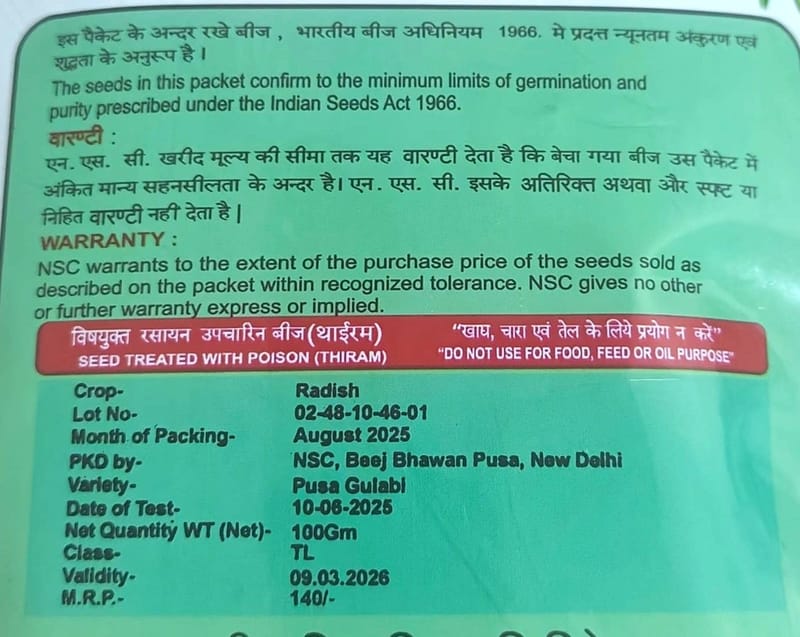 इस पैकेट के अन्दर रखे बीज , भारतीय बीज अधिनियम 1966. मे प्रदत्त न्यूनतम अंकुरण एवं
शुद्धता के अनुरूप है ।
The seeds in this packet confirm to the minimum limits of germination and
purity prescribed under the Indian Seeds Act 1966.
वारण्टी :
एन. एस. सी. खरीद मूल्य की सीमा तक यह वारण्टी देता है कि बेचा गया बीज उस पैकेट में
अंकित मान्य सहनसीलता के अन्दर है। एन. एस. सी. इसके अतिरिक्त अथवा और स्फ्ट या
निहित वारण्टी नही देता है |
WARRANTY :
NSC warrants to the extent of the purchase price of the seeds sold as
described on the packet within recognized tolerance. NSC gives no other
or further warranty express or implied.
विषयुक्त रसायन उपचारिन बीज(थाईरम) “खाघ, चारा एवं तेल के लिये प्रयोग न करें”
SEED TREATED WITH POISON (THIRAM) “DO NOT USE FOR FOOD, FEED OR OIL PURPOSE”
Crop- Radish
Lot No- 02-48-10-46-01
Month of Packing- August 2025
PKD by- NSC, Beej Bhawan Pusa, New Delhi
Variety- Pusa Gulabi
Date of Test- 10-06-2025
Net Quantity WT (Net)- 100Gm
Class- TL
Validity- 09.03.2026
M.R.P.- 140/-